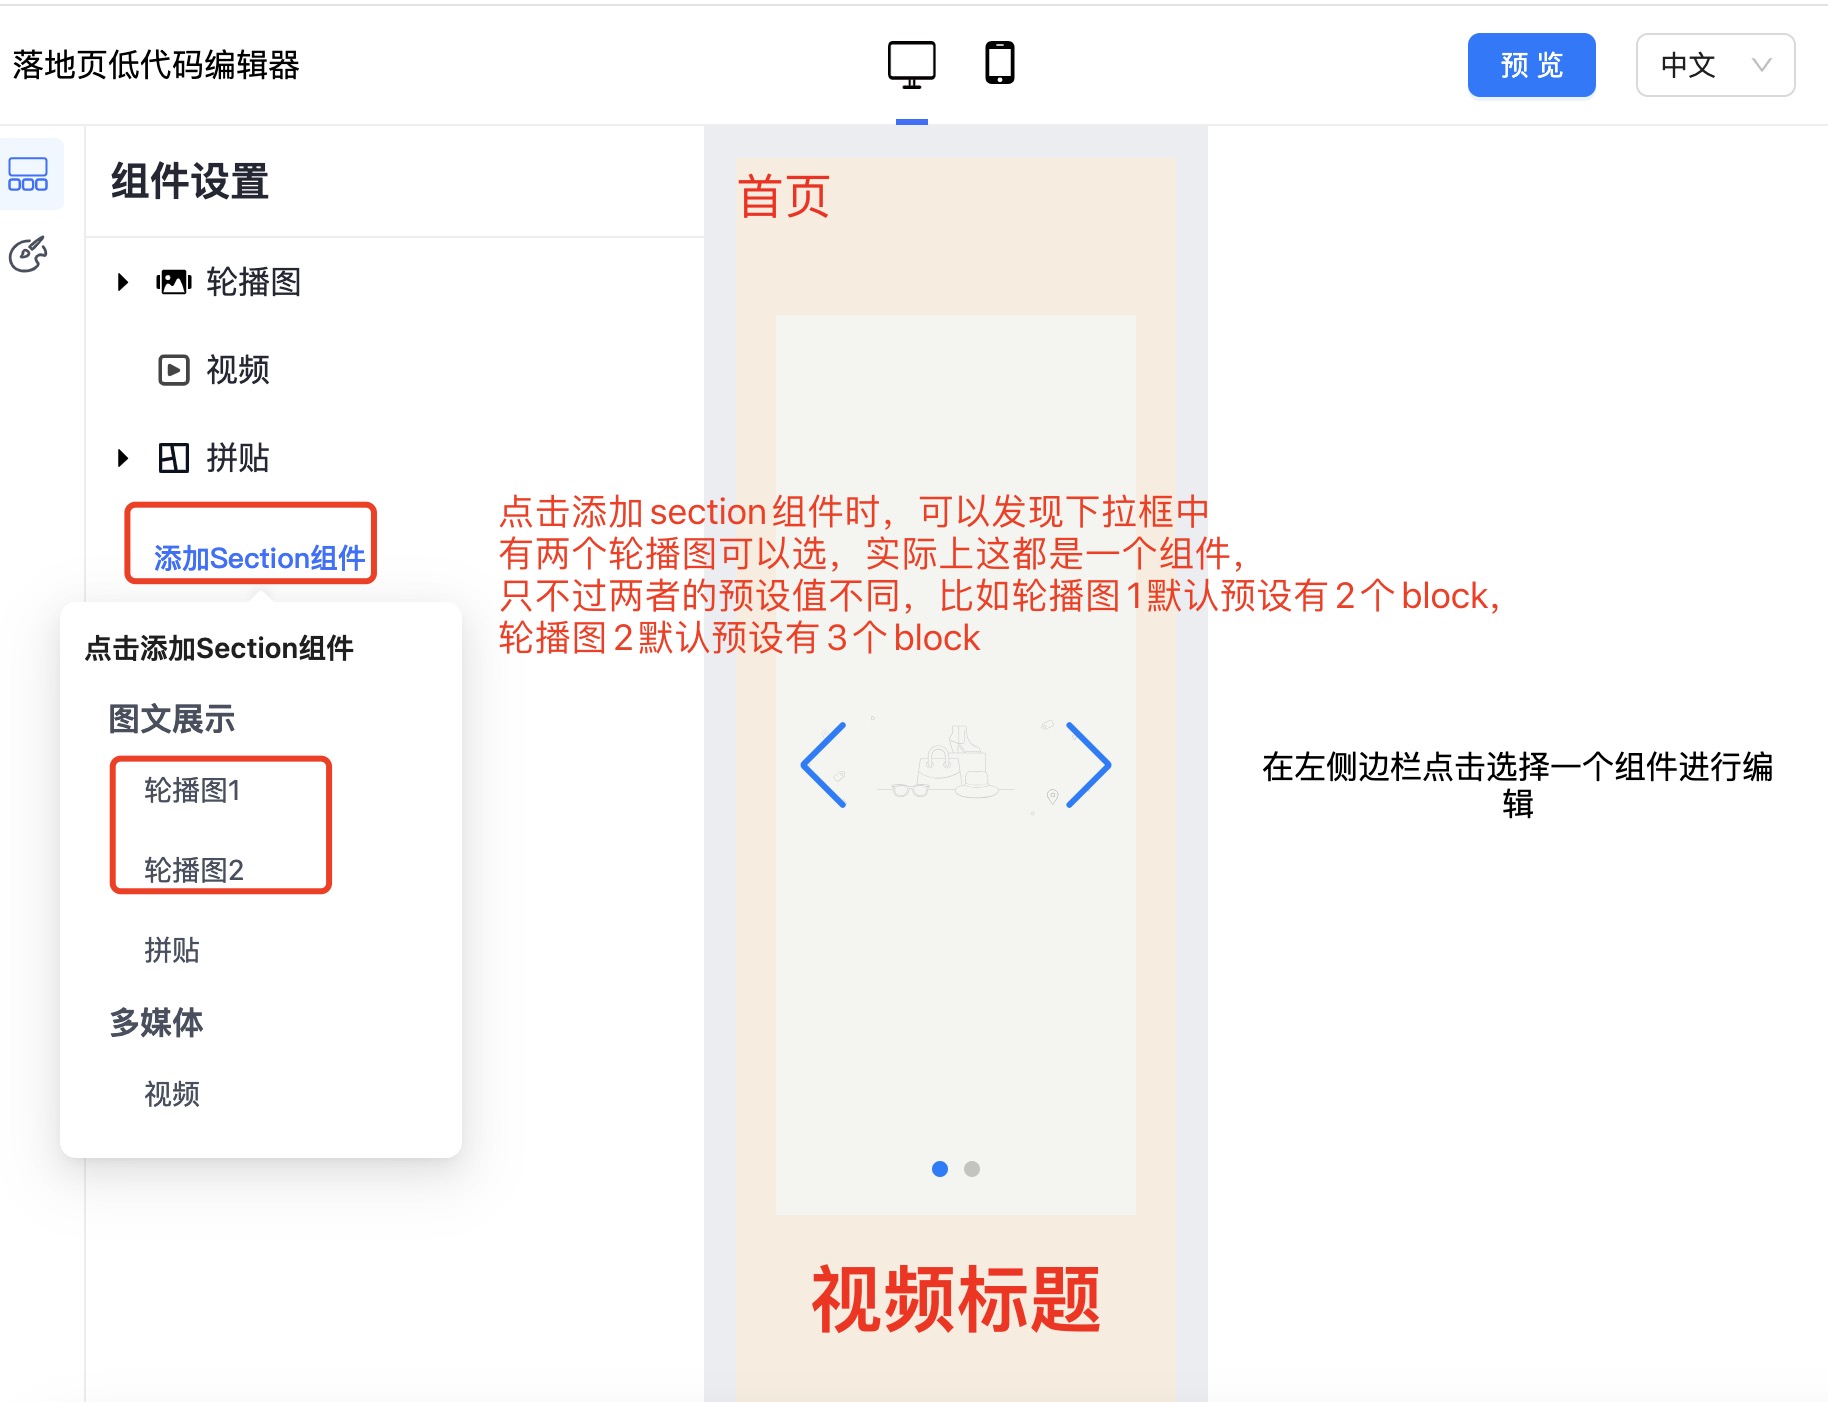 落地页低代码编辑器
预 览
中文
组件设置
轮播图
视频
拼贴
添加Section组件
点击添加Section组件
图文展示
轮播图1
轮播图2
拼贴
多媒体
视频
首页
点击添加section组件时，可以发现下拉框中
有两个轮播图可以选，实际上这都是一个组件，
只不过两者的预设值不同，比如轮播图1默认预设有2个block，
轮播图2默认预设有3个block
视频标题
在左侧边栏点击选择一个组件进行编
辑